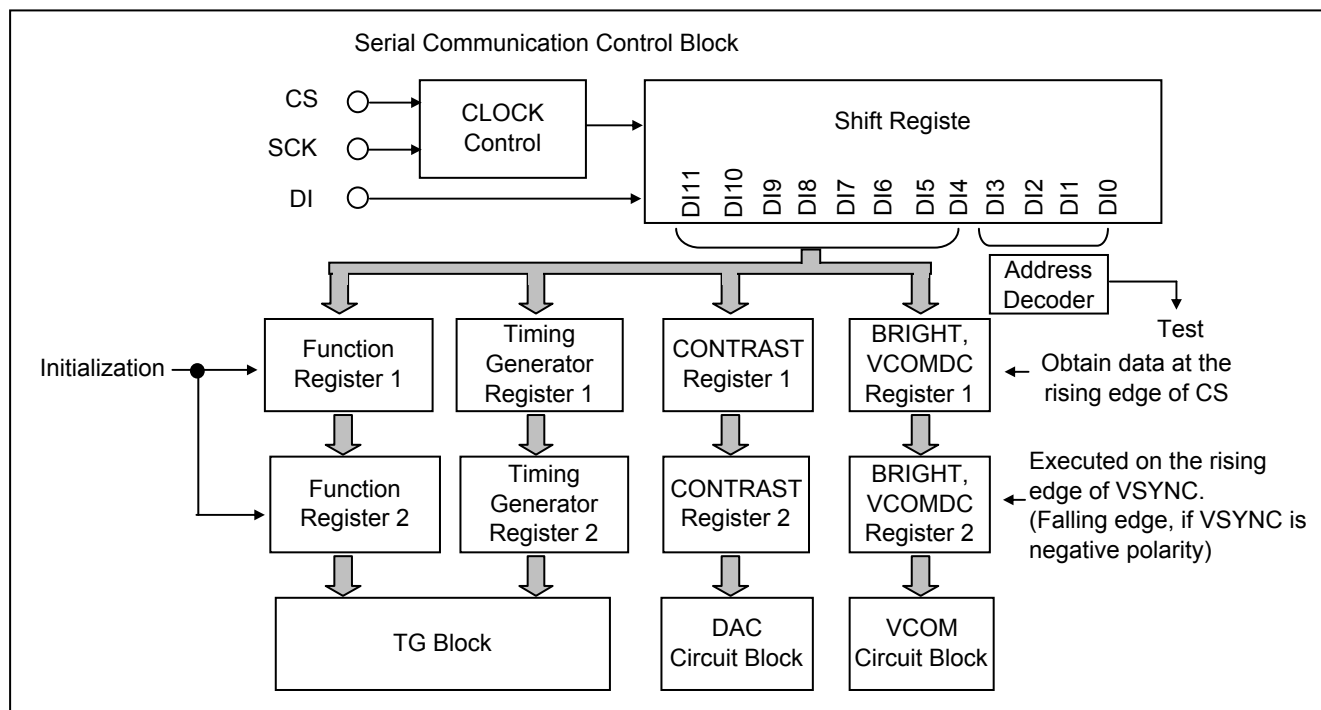 Serial Communication Control Block
CS
SCK
DI
CLOCK
Control
Shift Registe
DI11
DI10
DI9
DI8
DI7
DI6
DI5
DI4
DI3
DI2
DI1
DI0
Address
Decoder
Test
Initialization
Function
Register 1
Timing
Generator
Register 1
CONTRAST
Register 1
BRIGHT,
VCOMDC
Register 1
Obtain data at the
rising edge of CS
Function
Register 2
Timing
Generator
Register 2
CONTRAST
Register 2
BRIGHT,
VCOMDC
Register 2
Executed on the rising
edge of VSYNC.
(Falling edge, if VSYNC is
negative polarity)
TG Block
DAC
Circuit Block
VCOM
Circuit Block